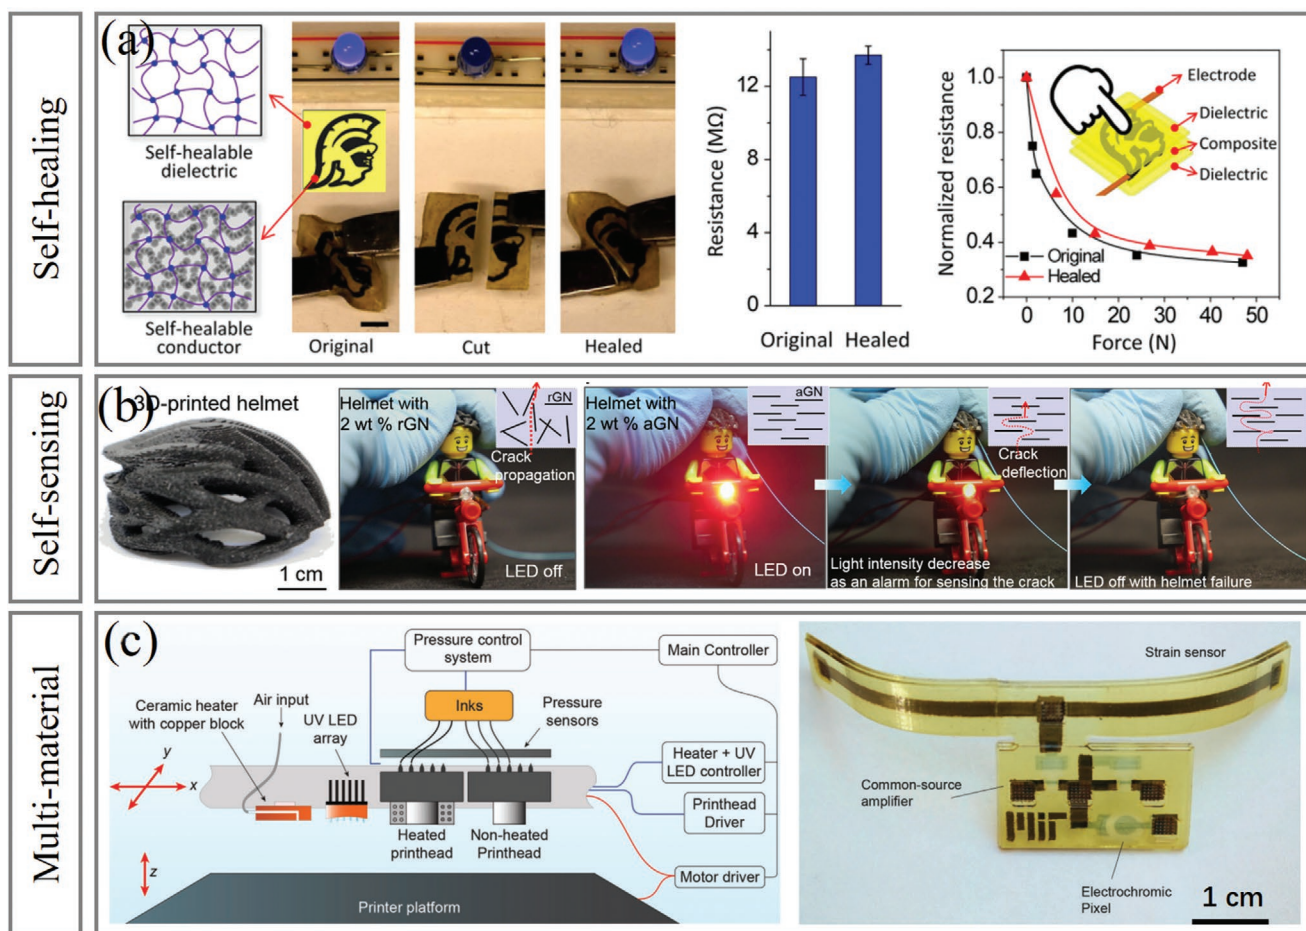 Self-healing
(a)
Self-healable
dielectric
Self-healable
conductor
Original
Cut
Healed
Resistance (MΩ)
16
12
8
4
0
Original Healed
Normalized resistance
1.0
0.8
0.6
0.4
0.2
Electrode
Dielectric
Composite
Dielectric
Original
Healed
0 10 20 30 40 50
Force (N)
Self-sensing
(b)
3D-printed helmet
1 cm
Helmet with
2 wt % rGN
rGN
Crack
propagation
LED off
Helmet with
2 wt % aGN
aGN
LED on
Crack
deflection
Light intensity decrease
as an alarm for sensing the crack
LED off with helmet failure
Multi-material
(c)
Pressure control
system
Main Controller
Ceramic heater
with copper block
Air input
UV LED
array
Inks
Pressure
sensors
y
x
z
Heater + UV
LED controller
Printhead
Driver
Heated
printhead
Non-heated
Printhead
Motor driver
Printer platform
Strain sensor
Common-source
amplifier
MIT
Electrochromic
Pixel
1 cm